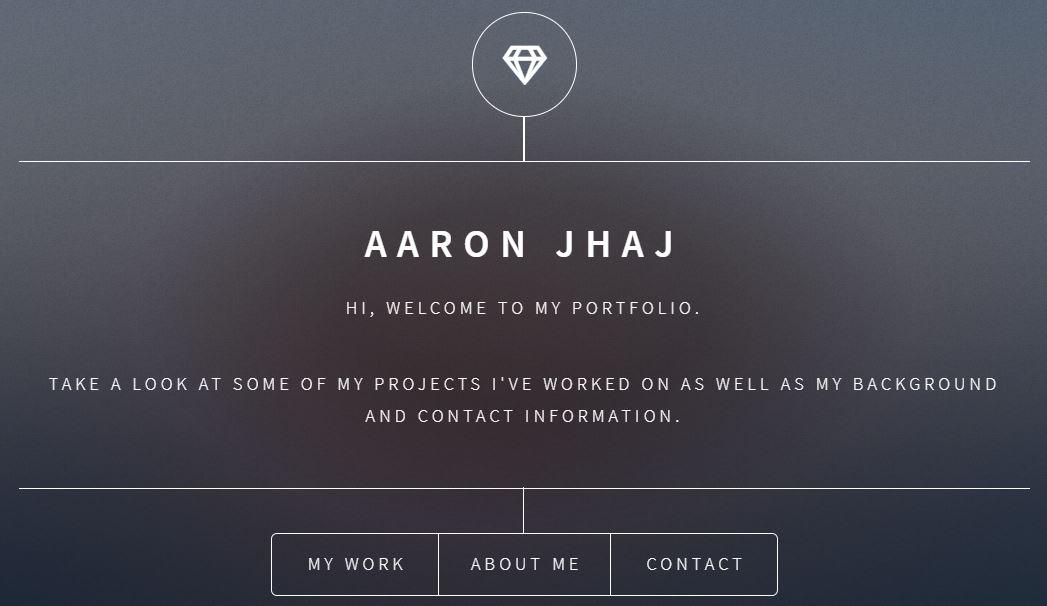 AARON JHAJ
HI, WELCOME TO MY PORTFOLIO.
TAKE A LOOK AT SOME OF MY PROJECTS I'VE WORKED ON AS WELL AS MY BACKGROUND
AND CONTACT INFORMATION.
MY WORK
ABOUT ME
CONTACT